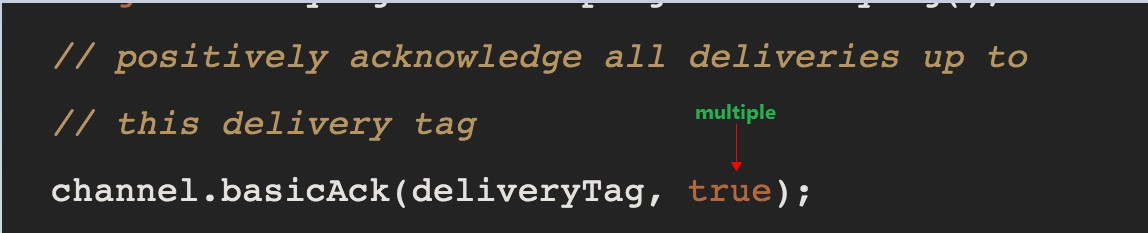 // positively acknowledge all deliveries up to
// this delivery tag
multiple
channel.basicAck(deliveryTag, true);